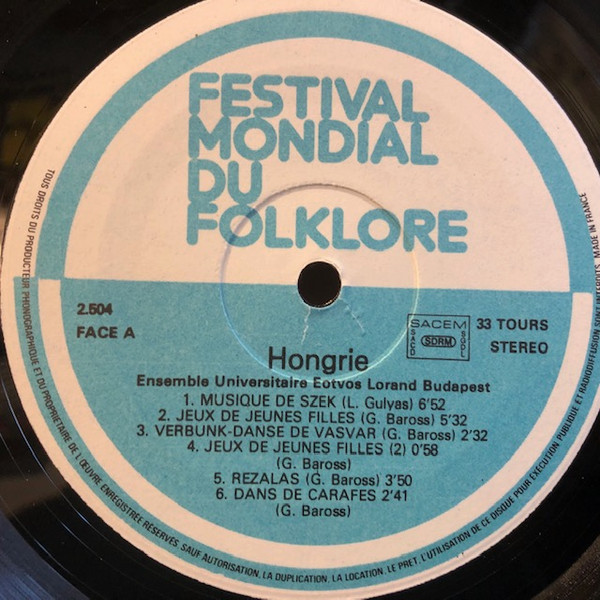 FESTIVAL
MONDIAL
DU
FOLKLORE
2.504
FACE A
SACEM
SACD
SDRM
SGDL
33 TOURS
STEREO
Hongrie
Ensemble Universitaire Eotvos Lorand Budapest
1. MUSIQUE DE SZEK (L. Gulyas) 6'52
2. JEUX DE JEUNES FILLES (G. Baross) 5'32
3. VERBUNK-DANSE DE VASVAR (G. Baross) 2'32
4. JEUX DE JEUNES FILLES (2) 0'58
(G. Baross)
5. REZALAS (G. Baross) 3'50
6. DANS DE CARAFES 2'41
(G. Baross)
TOUS DROITS DU PRODUCTEUR PHONOGRAPHIQUE ET DU PROPRIETAIRE DE L'ŒUVRE ENREGISTREE RESERVES. SAUF AUTORISATION, LA DUPLICATION, LA LOCATION, LE PRET, L'UTILISATION DE CE DISQUE POUR EXECUTION PUBLIQUE ET RADIODIFFUSION SONT INTERDITS. MADE IN FRANCE